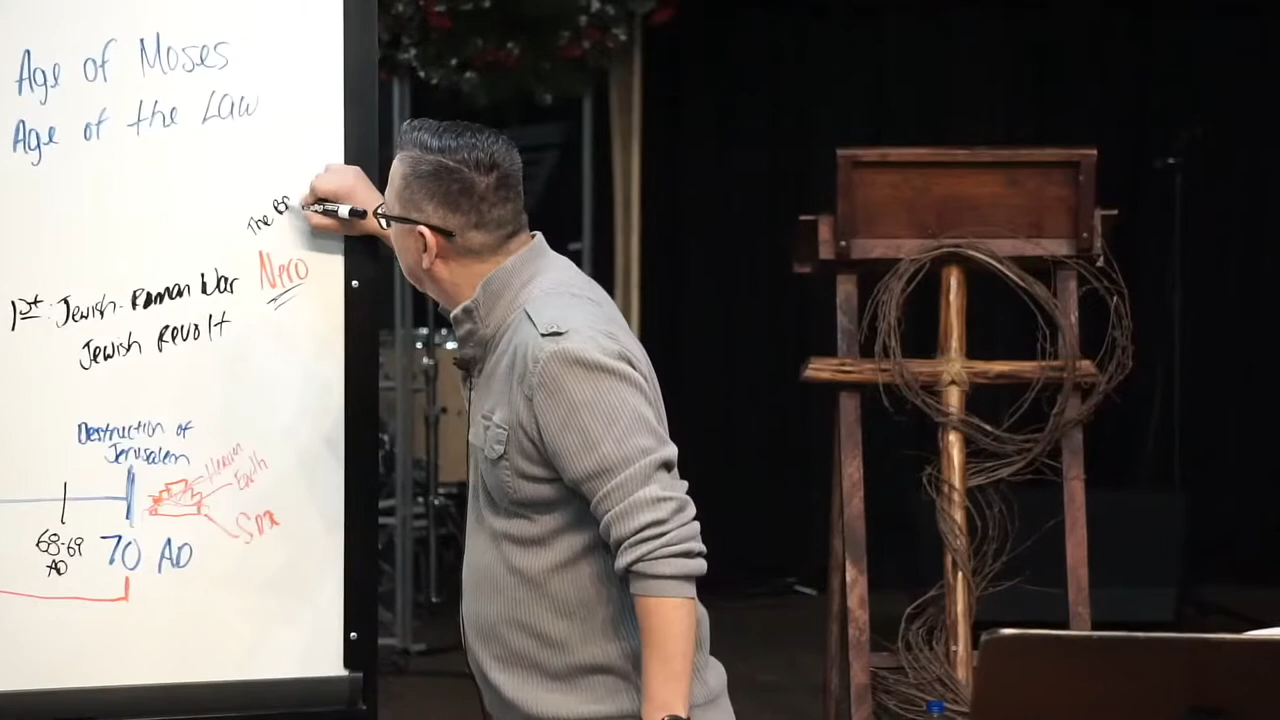 Age of Moses
Age of the Law
The
Nero
1st: Jewish-Roman War
Jewish Revolt
Destruction of
Jerusalem
Heaven
Earth
Sea
68-69
AD
70 AD